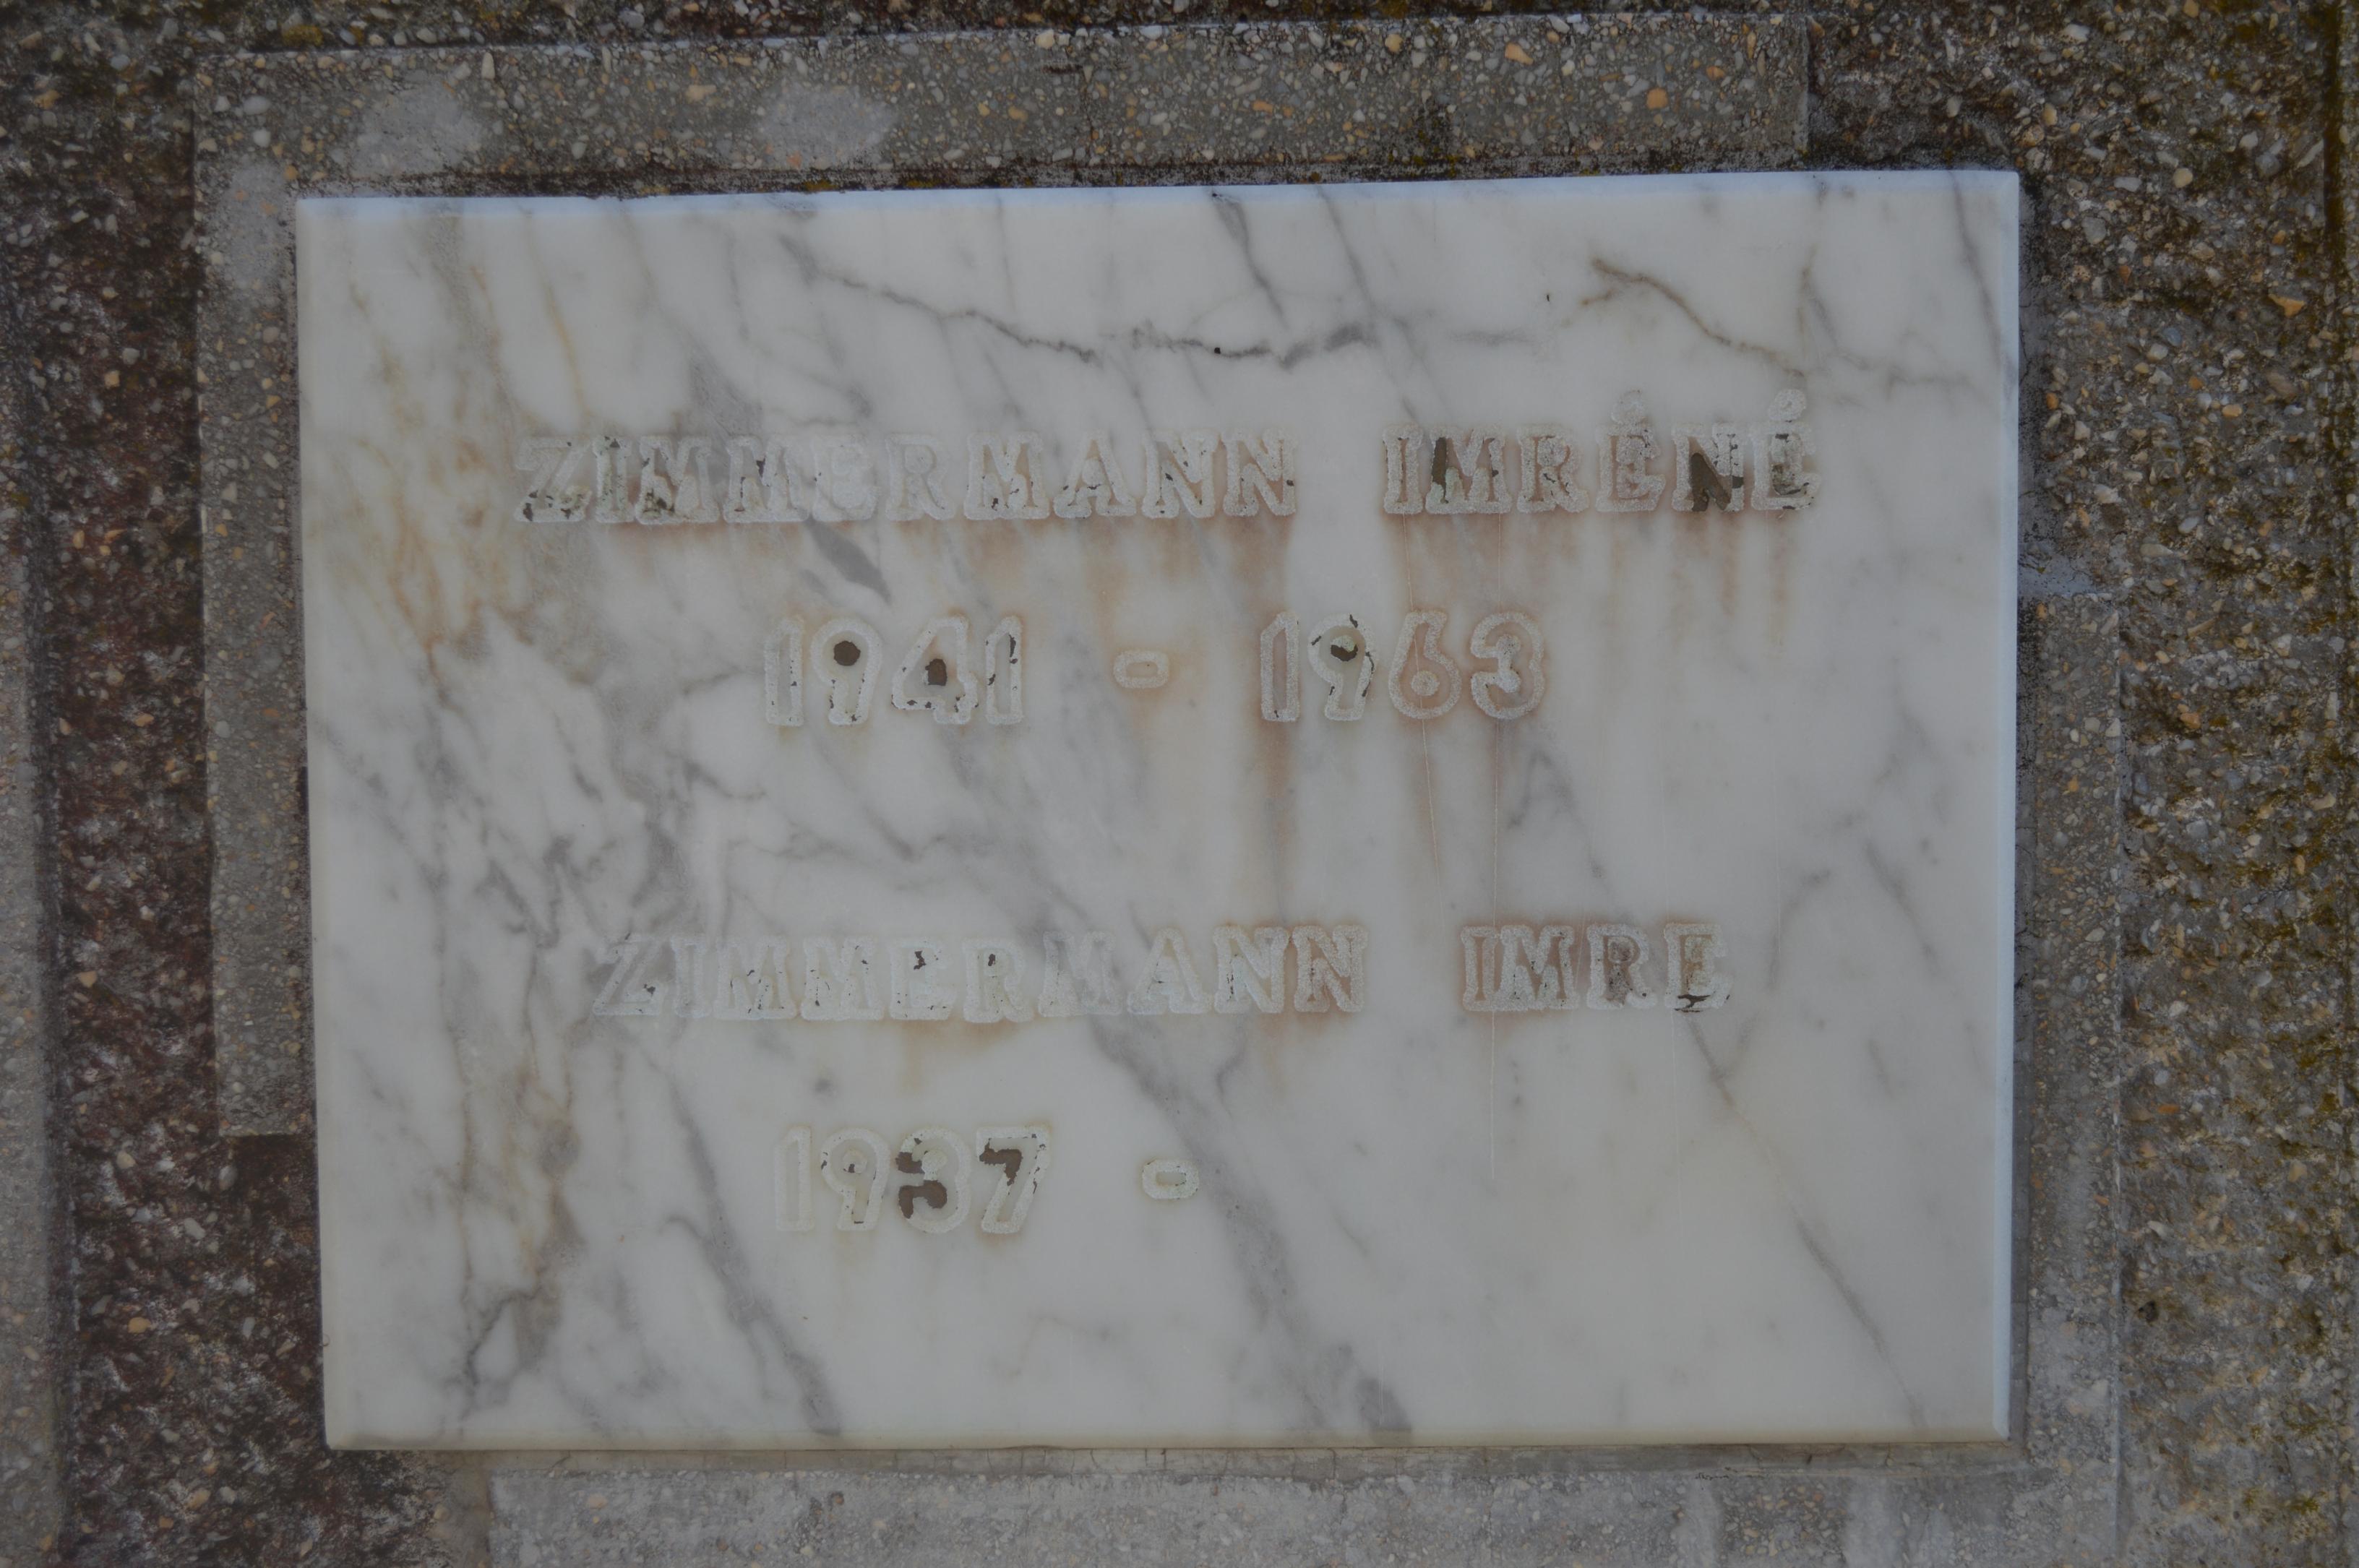 ZIMMERMANN IMRÉNÉ
1941 - 1963
ZIMMERMANN IMRE
1937 -